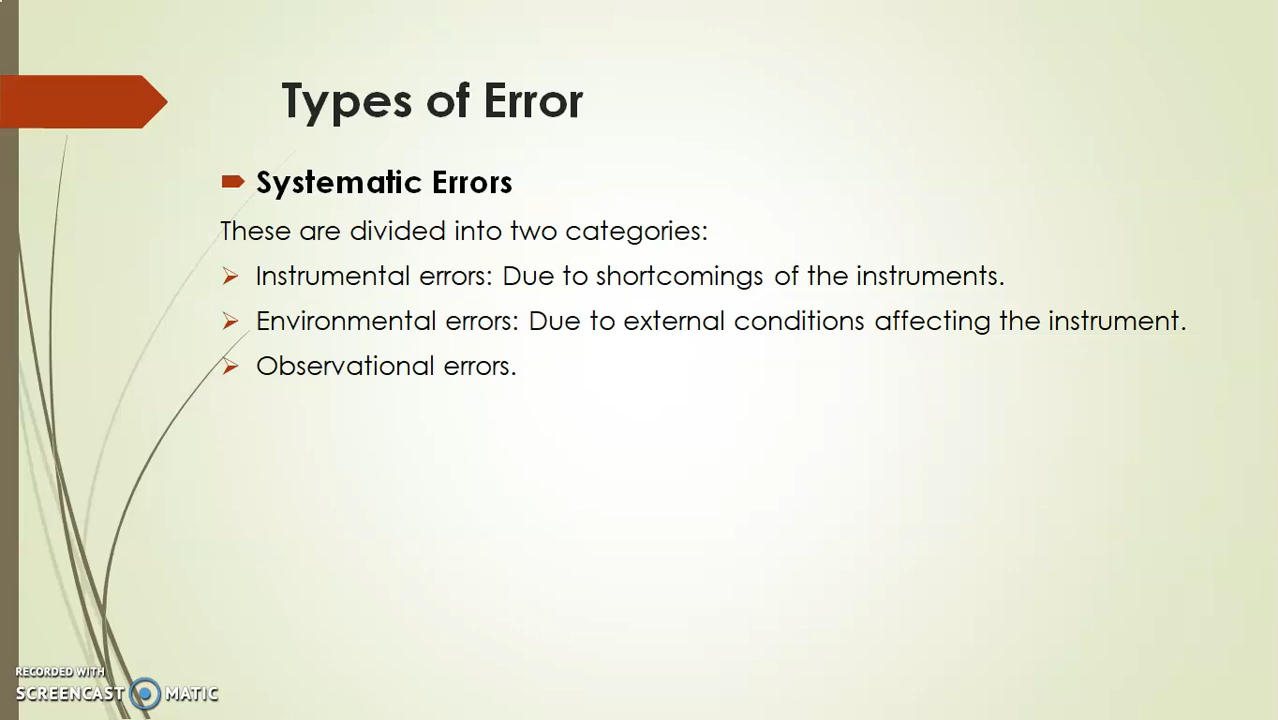 Types of Error
Systematic Errors
These are divided into two categories:
Instrumental errors: Due to shortcomings of the instruments.
Environmental errors: Due to external conditions affecting the instrument.
Observational errors.
RECORDED WITH
SCREENCAST MATIC